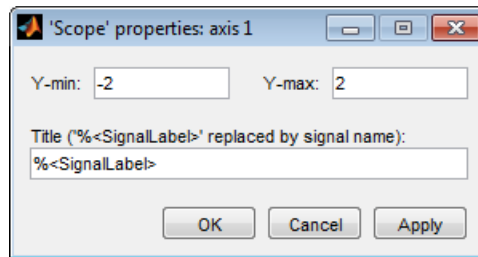 'Scope' properties: axis 1
Y-min: -2 Y-max: 2
Title ('%<SignalLabel>' replaced by signal name):
%<SignalLabel>
OK Cancel Apply